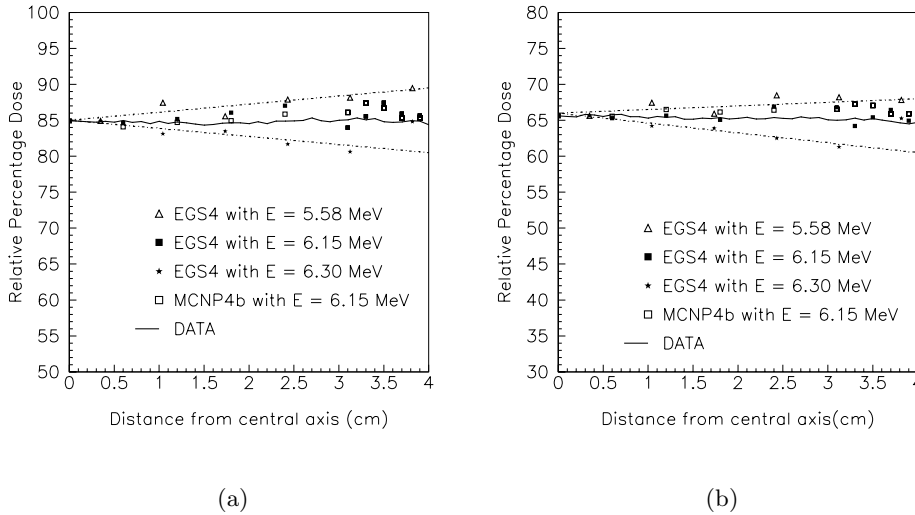 100
95
90
85
80
75
70
65
60
55
50
Relative Percentage Dose
EGS4 with E = 5.58 MeV
EGS4 with E = 6.15 MeV
EGS4 with E = 6.30 MeV
MCNP4b with E = 6.15 MeV
DATA
0 0.5 1 1.5 2 2.5 3 3.5 4
Distance from central axis (cm)
(a)
80
75
70
65
60
55
50
45
40
35
30
Relative Percentage Dose
EGS4 with E = 5.58 MeV
EGS4 with E = 6.15 MeV
EGS4 with E = 6.30 MeV
MCNP4b with E = 6.15 MeV
DATA
0 0.5 1 1.5 2 2.5 3 3.5
Distance from central axis(cm)
(b)